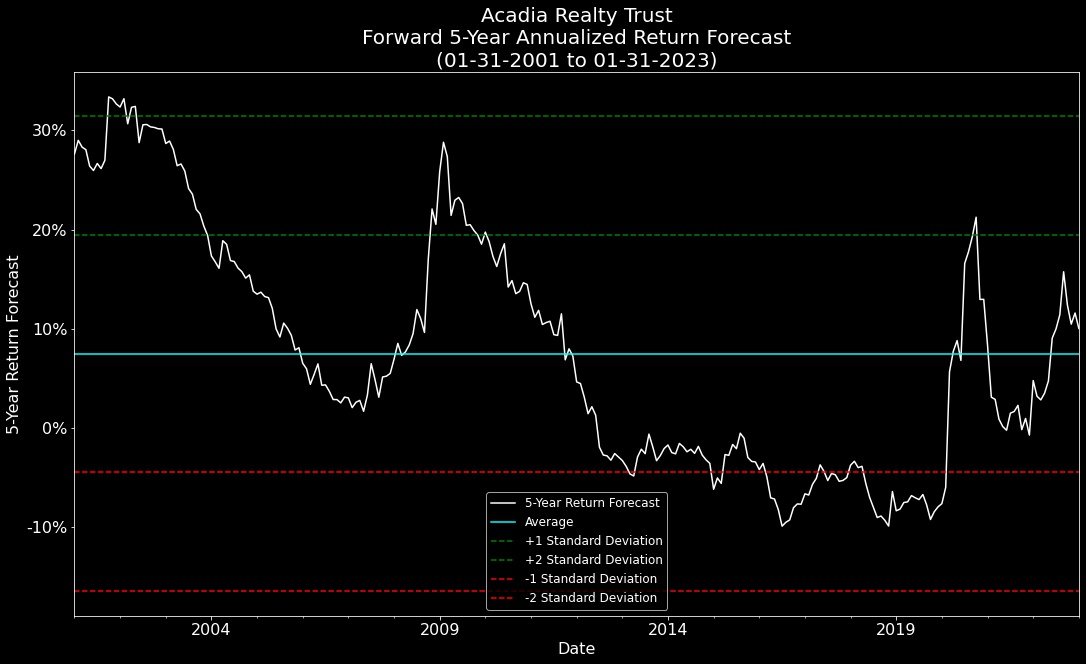 Acadia Realty Trust
Forward 5-Year Annualized Return Forecast
(01-31-2001 to 01-31-2023)
5-Year Return Forecast
30%
20%
10%
0%
-10%
5-Year Return Forecast
Average
+1 Standard Deviation
+2 Standard Deviation
-1 Standard Deviation
-2 Standard Deviation
2004
2009
2014
2019
Date